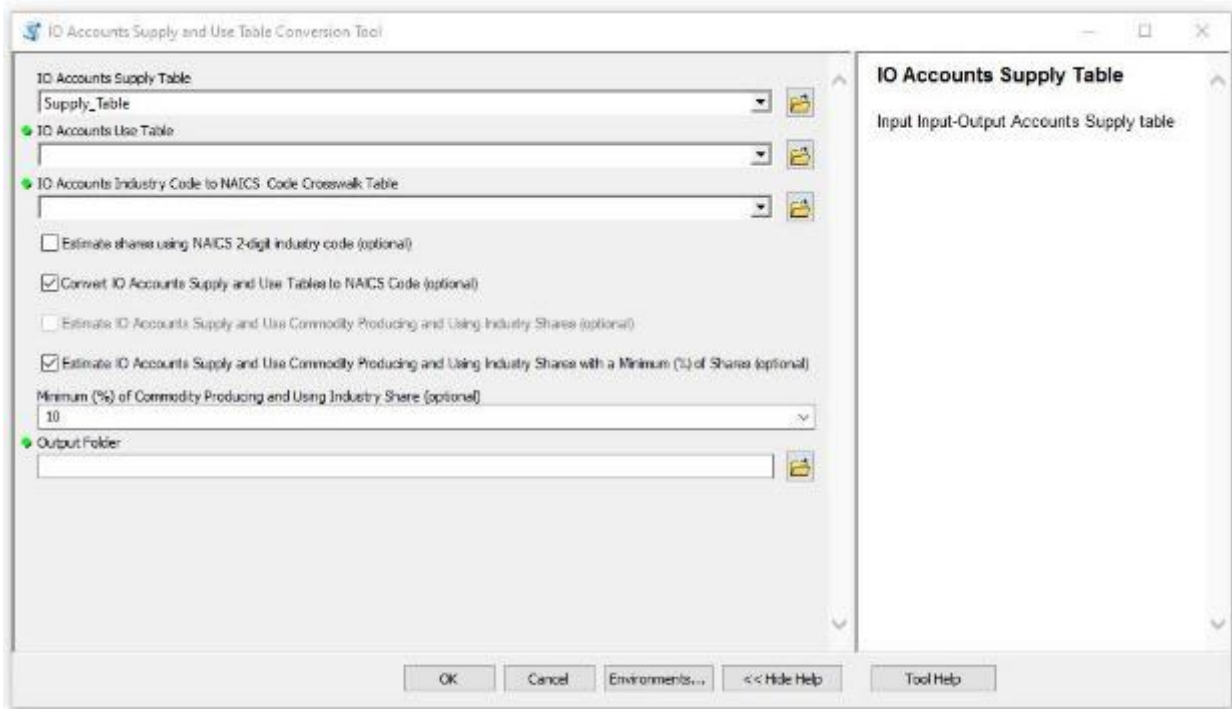 IO Accounts Supply and Use Table Conversion Tool
IO Accounts Supply Table
Supply_Table
IO Accounts Use Table
IO Accounts Industry Code to NAICS Code Crosswalk Table
Estimate shares using NAICS 2-digit industry code (optional)
Convert IO Accounts Supply and Use Tables to NAICS Code (optional)
Estimate IO Accounts Supply and Use Commodity Producing and Using Industry Shares (optional)
Estimate IO Accounts Supply and Use Commodity Producing and Using Industry Shares with a Minimum (%) of Shares (optional)
Minimum (%) of Commodity Producing and Using Industry Share (optional)
10
Output Folder
IO Accounts Supply Table
Input Input-Output Accounts Supply table
OK
Cancel
Environments...
<< Hide Help
Tool Help